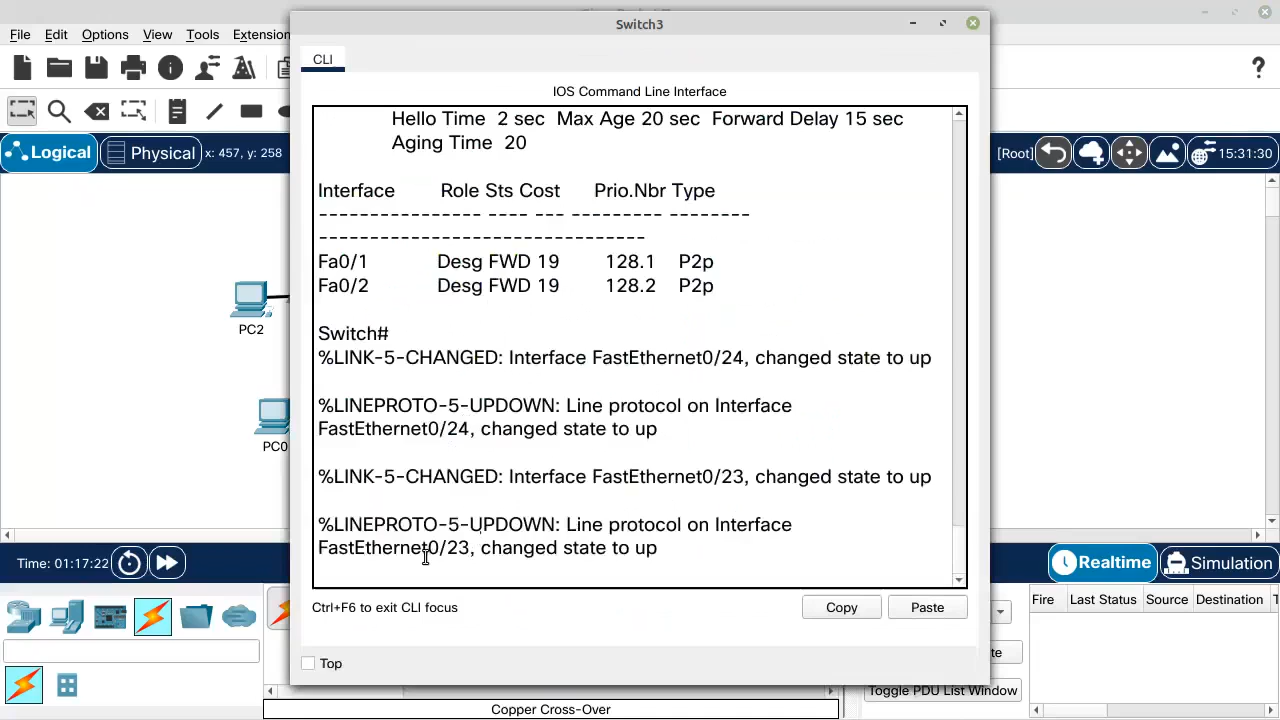 Switch3
File Edit Options View Tools Extension
CLI
IOS Command Line Interface
Logical Physical x: 457, y: 258
[Root] 15:31:30
Hello Time 2 sec Max Age 20 sec Forward Delay 15 sec
Aging Time 20
Interface Role Sts Cost Prio.Nbr Type
---------------- ---- --- --------- --------
--------------------------------
Fa0/1 Desg FWD 19 128.1 P2p
Fa0/2 Desg FWD 19 128.2 P2p
Switch#
%LINK-5-CHANGED: Interface FastEthernet0/24, changed state to up
%LINEPROTO-5-UPDOWN: Line protocol on Interface
FastEthernet0/24, changed state to up
%LINK-5-CHANGED: Interface FastEthernet0/23, changed state to up
%LINEPROTO-5-UPDOWN: Line protocol on Interface
FastEthernet0/23, changed state to up
PC2
PC0
Time: 01:17:22
Realtime Simulation
Ctrl+F6 to exit CLI focus
Copy Paste
Fire Last Status Source Destination T
Top
te
Toggle PDU List Window
Copper Cross-Over